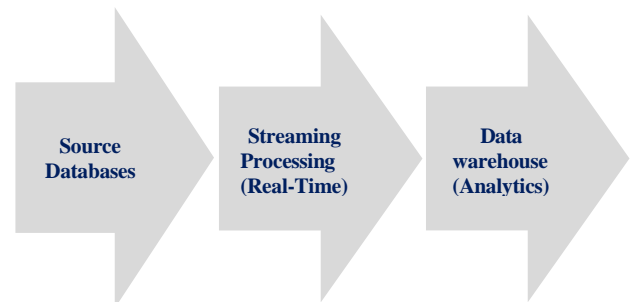 Source
Databases
Streaming
Processing
(Real-Time)
Data
warehouse
(Analytics)